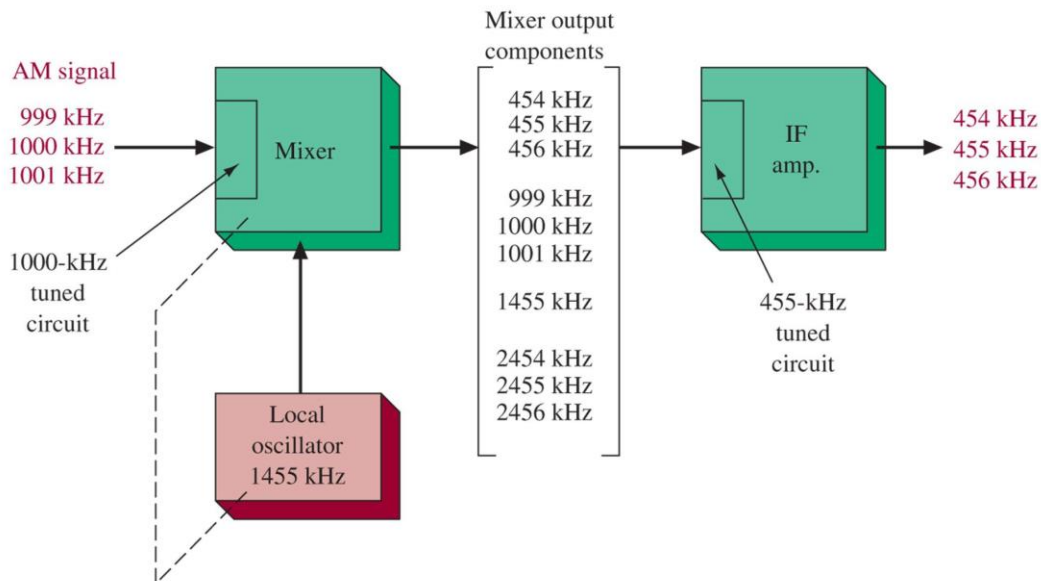 Mixer output
components
AM signal
999 kHz
1000 kHz
1001 kHz
Mixer
454 kHz
455 kHz
456 kHz
999 kHz
1000 kHz
1001 kHz
1455 kHz
2454 kHz
2455 kHz
2456 kHz
IF
amp.
454 kHz
455 kHz
456 kHz
1000-kHz
tuned
circuit
455-kHz
tuned
circuit
Local
oscillator
1455 kHz